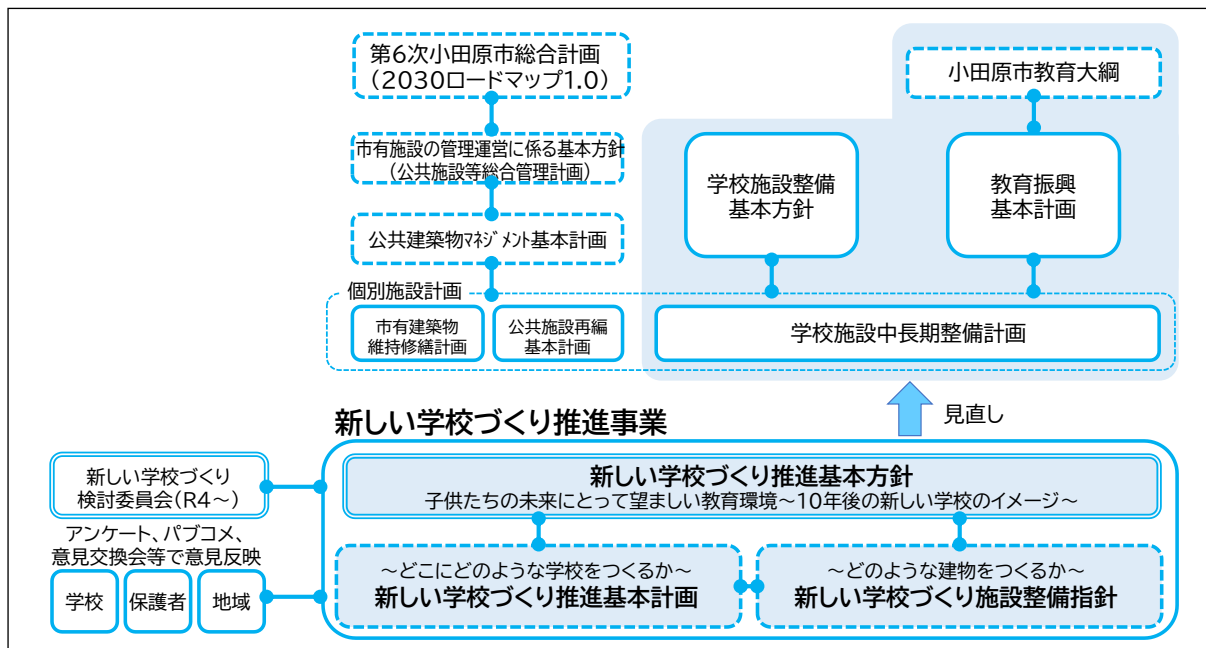 第6次小田原市総合計画
(2030ロードマップ1.0)
小田原市教育大綱
市有施設の管理運営に係る基本方針
(公共施設等総合管理計画)
学校施設整備
基本方針
教育振興
基本計画
公共建築物ﾏﾈｼﾞﾒﾝﾄ基本計画
個別施設計画
市有建築物
維持修繕計画
公共施設再編
基本計画
学校施設中長期整備計画
見直し
新しい学校づくり推進事業
新しい学校づくり
検討委員会(R4~)
新しい学校づくり推進基本方針
子供たちの未来にとって望ましい教育環境~10年後の新しい学校のイメージ~
アンケート、パブコメ、
意見交換会等で意見反映
学校
保護者
地域
~どこにどのような学校をつくるか~
新しい学校づくり推進基本計画
~どのような建物をつくるか~
新しい学校づくり施設整備指針